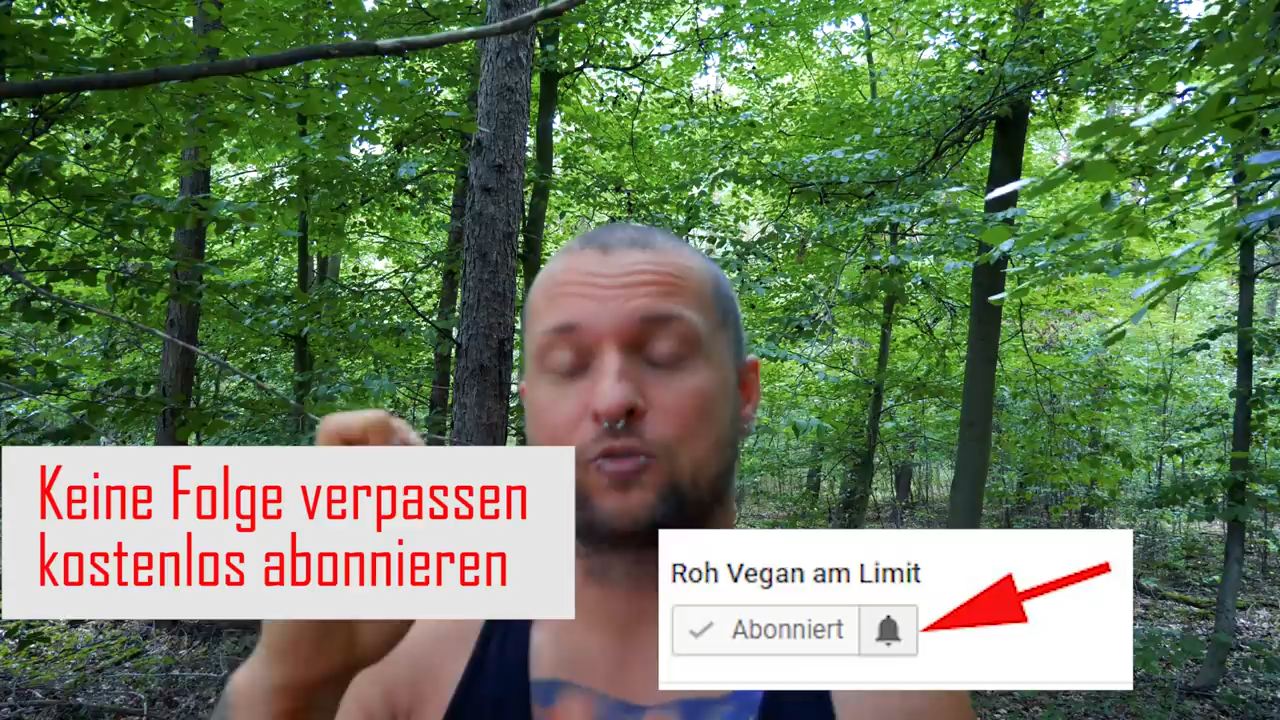 Keine Folge verpassen
kostenlos abonnieren
Roh Vegan am Limit
Abonniert